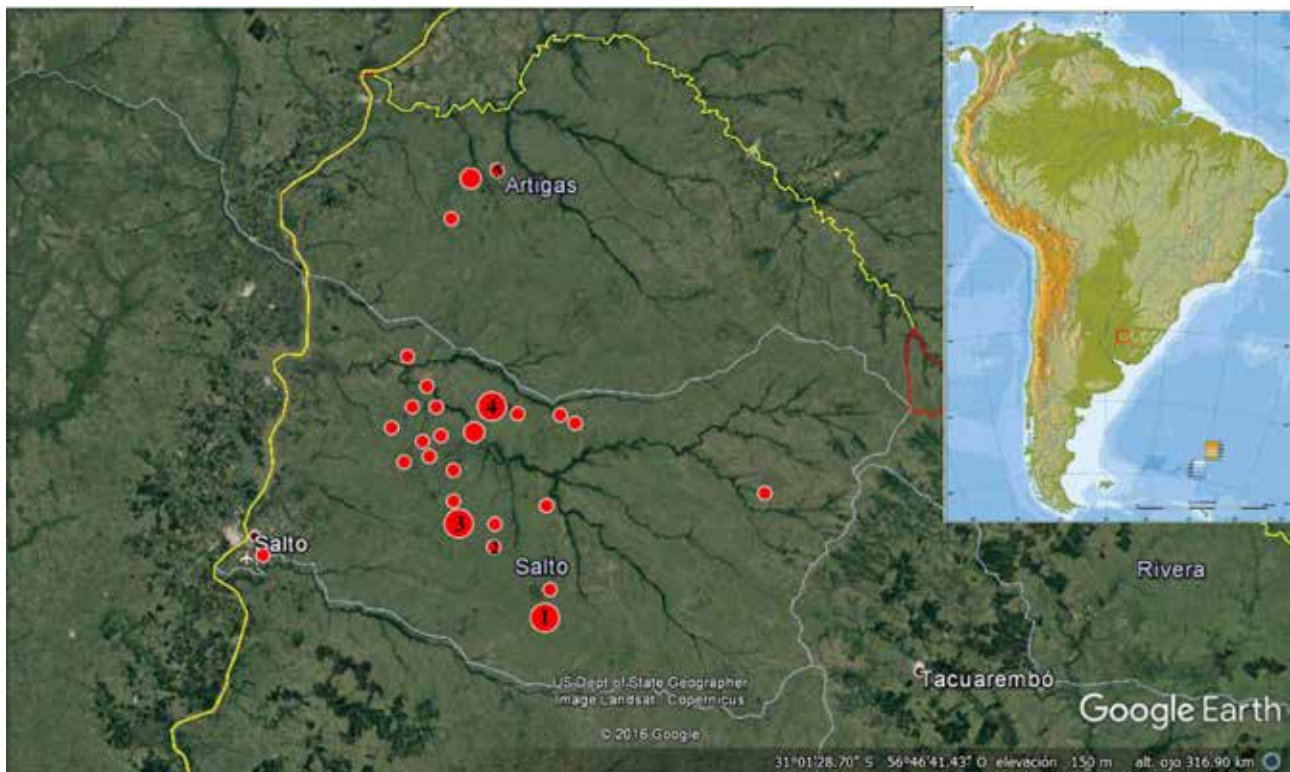 Artigas
4
3
2
Salto
Salto
1
Rivera
Tacuarembó
US Dept of State Geographer
Image Landsat / Copernicus
© 2016 Google
Google Earth
31°01'28.70" S 56°46'41.43" O elevación 150 m alt. ojo 316.90 km